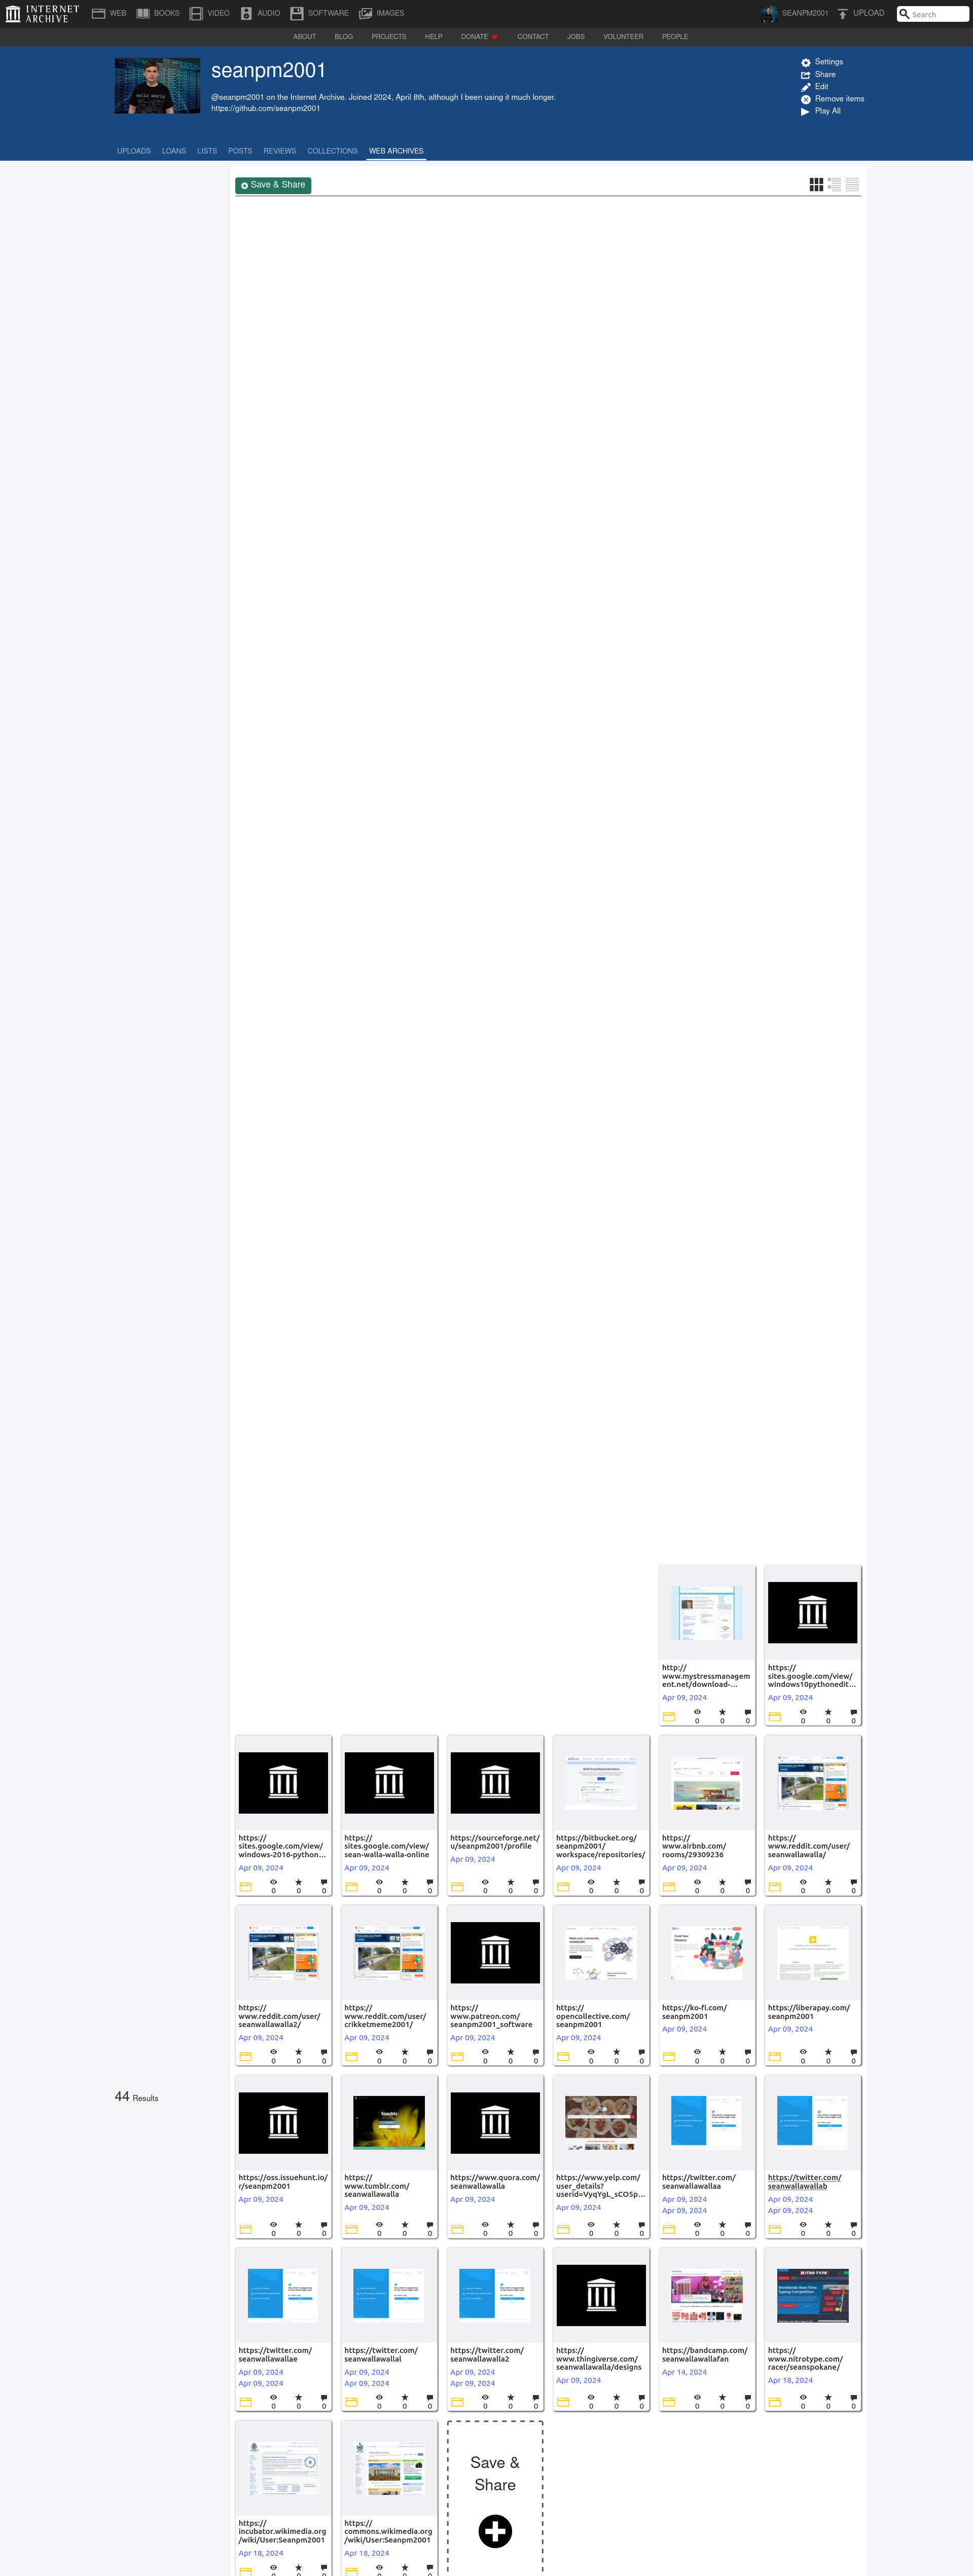 INTERNET ARCHIVE
WEB BOOKS VIDEO AUDIO SOFTWARE IMAGES SEANPM2001 UPLOAD Search
ABOUT BLOG PROJECTS HELP DONATE CONTACT JOBS VOLUNTEER PEOPLE
Hello World
seanpm2001
@seanpm2001 on the Internet Archive. Joined 2024, April 8th, although I been using it much longer.
https://github.com/seanpm2001
Settings
Share
Edit
Remove items
Play All
UPLOADS LOANS LISTS POSTS REVIEWS COLLECTIONS WEB ARCHIVES
Save & Share
44 Results
http://
www.mystressmanagem
ent.net/download-…
Apr 09, 2024
0 0 0
https://
sites.google.com/view/
windows10pythonedit…
Apr 09, 2024
0 0 0
https://
sites.google.com/view/
windows-2016-python…
Apr 09, 2024
0 0 0
https://
sites.google.com/view/
sean-walla-walla-online
Apr 09, 2024
0 0 0
https://sourceforge.net/
u/seanpm2001/profile
Apr 09, 2024
0 0 0
https://bitbucket.org/
seanpm2001/
workspace/repositories/
Apr 09, 2024
0 0 0
https://
www.airbnb.com/
rooms/29309236
Apr 09, 2024
0 0 0
https://
www.reddit.com/user/
seanwallawalla/
Apr 09, 2024
0 0 0
https://
www.reddit.com/user/
seanwallawalla2/
Apr 09, 2024
0 0 0
https://
www.reddit.com/user/
crikketmeme2001/
Apr 09, 2024
0 0 0
https://
www.patreon.com/
seanpm2001_software
Apr 09, 2024
0 0 0
https://
opencollective.com/
seanpm2001
Apr 09, 2024
0 0 0
https://ko-fi.com/
seanpm2001
Apr 09, 2024
0 0 0
https://liberapay.com/
seanpm2001
Apr 09, 2024
0 0 0
https://oss.issuehunt.io/
r/seanpm2001
Apr 09, 2024
0 0 0
tumblr
https://
www.tumblr.com/
seanwallawalla
Apr 09, 2024
0 0 0
https://www.quora.com/
seanwallawalla
Apr 09, 2024
0 0 0
https://www.yelp.com/
user_details?
userid=VyqYgL_sCOSp…
Apr 09, 2024
0 0 0
https://twitter.com/
seanwallawallaa
Apr 09, 2024
Apr 09, 2024
0 0 0
https://twitter.com/
seanwallawallab
Apr 09, 2024
Apr 09, 2024
0 0 0
https://twitter.com/
seanwallawallae
Apr 09, 2024
Apr 09, 2024
0 0 0
https://twitter.com/
seanwallawallal
Apr 09, 2024
Apr 09, 2024
0 0 0
https://twitter.com/
seanwallawalla2
Apr 09, 2024
Apr 09, 2024
0 0 0
https://
www.thingiverse.com/
seanwallawalla/designs
Apr 09, 2024
0 0 0
https://bandcamp.com/
seanwallawallafan
Apr 14, 2024
0 0 0
NITRO TYPE
Worldwide Real-Time
Typing Competition
https://
www.nitrotype.com/
racer/seanspokane/
Apr 18, 2024
0 0 0
https://
incubator.wikimedia.org
/wiki/User:Seanpm2001
Apr 18, 2024
https://
commons.wikimedia.org
/wiki/User:Seanpm2001
Apr 18, 2024
Save &
Share